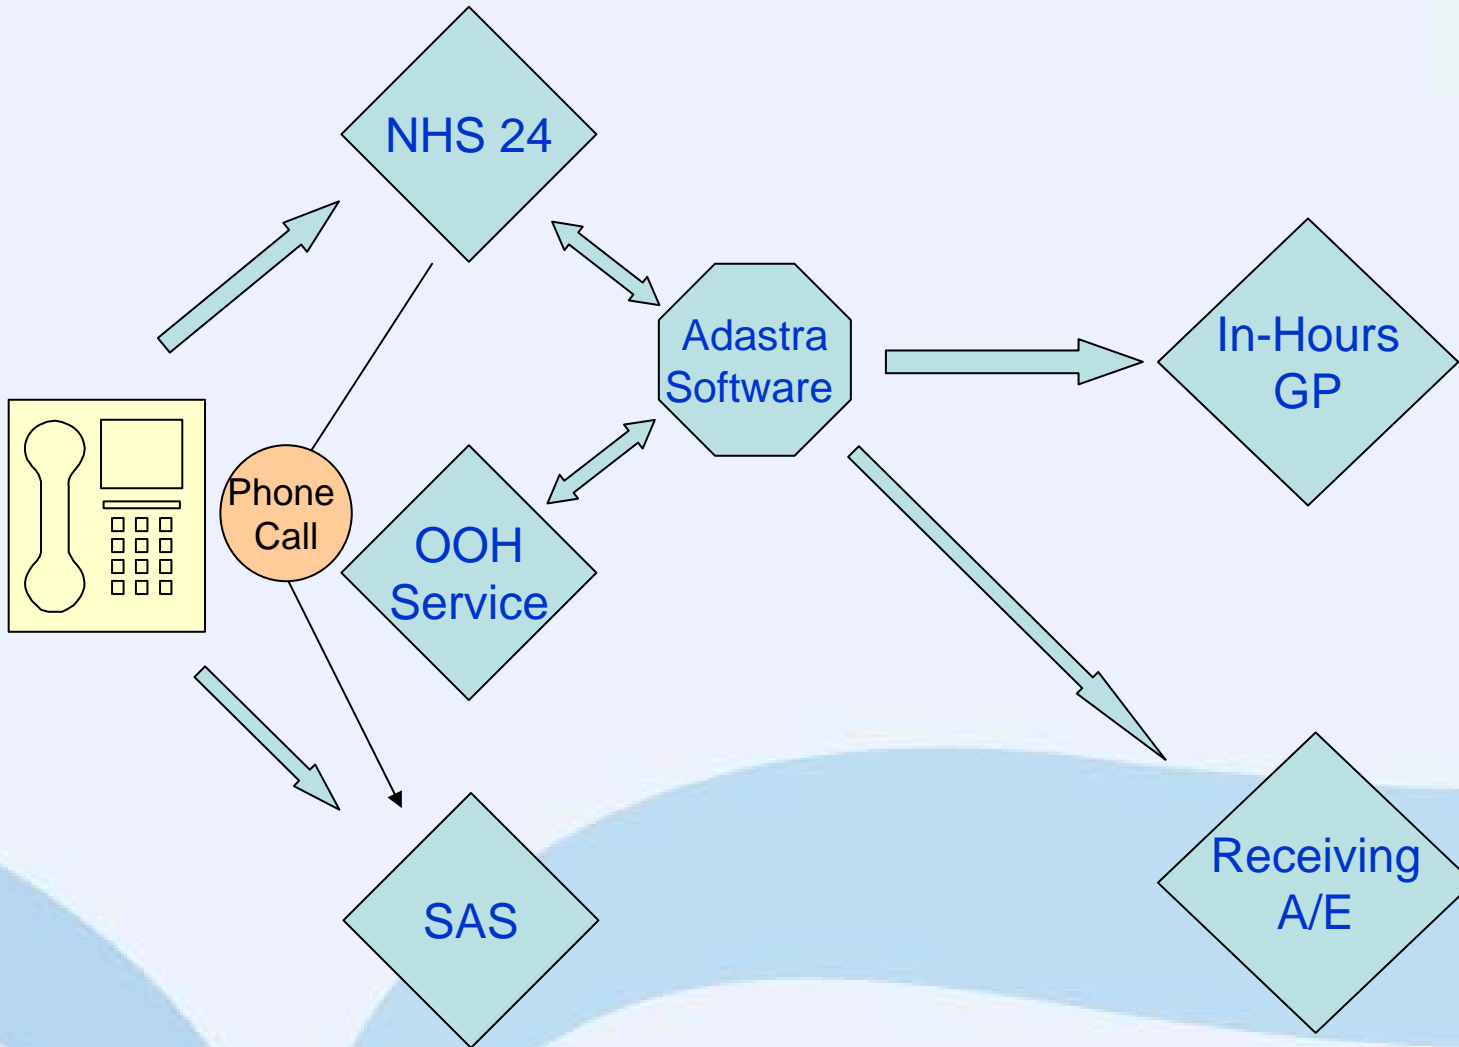 NHS 24
Adastra
Software
In-Hours
GP
Phone
Call
OOH
Service
SAS
Receiving
A/E